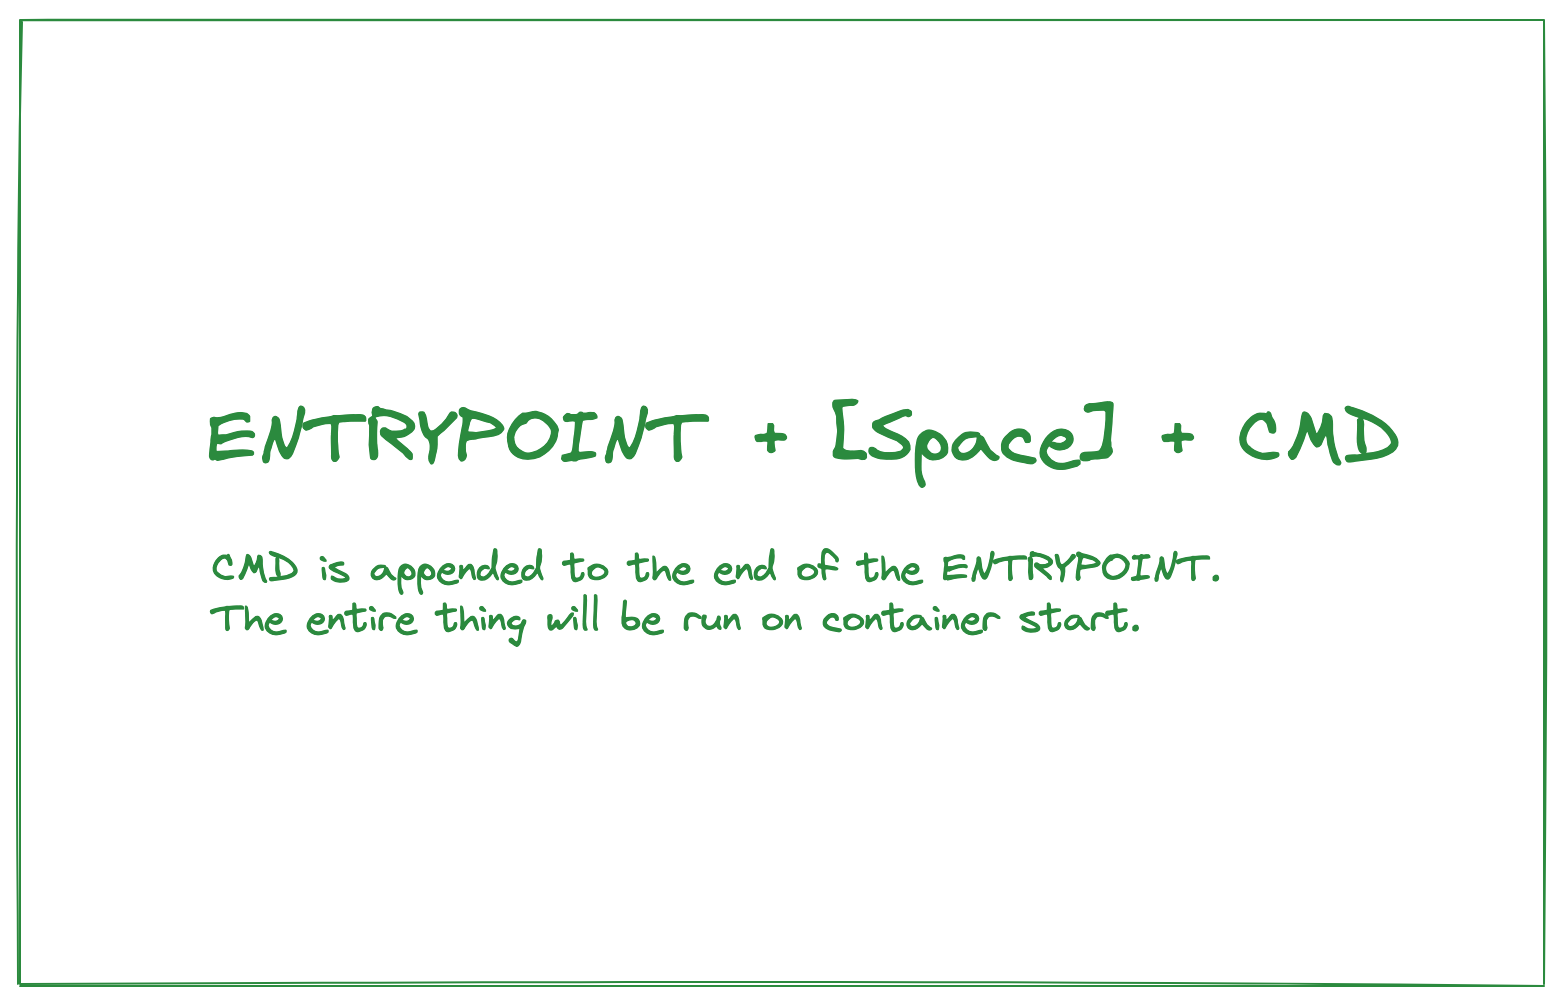 ENTRYPOINT + [Space] + CMD
CMD is appended to the end of the ENTRYPOINT.
The entire thing will be run on container start.